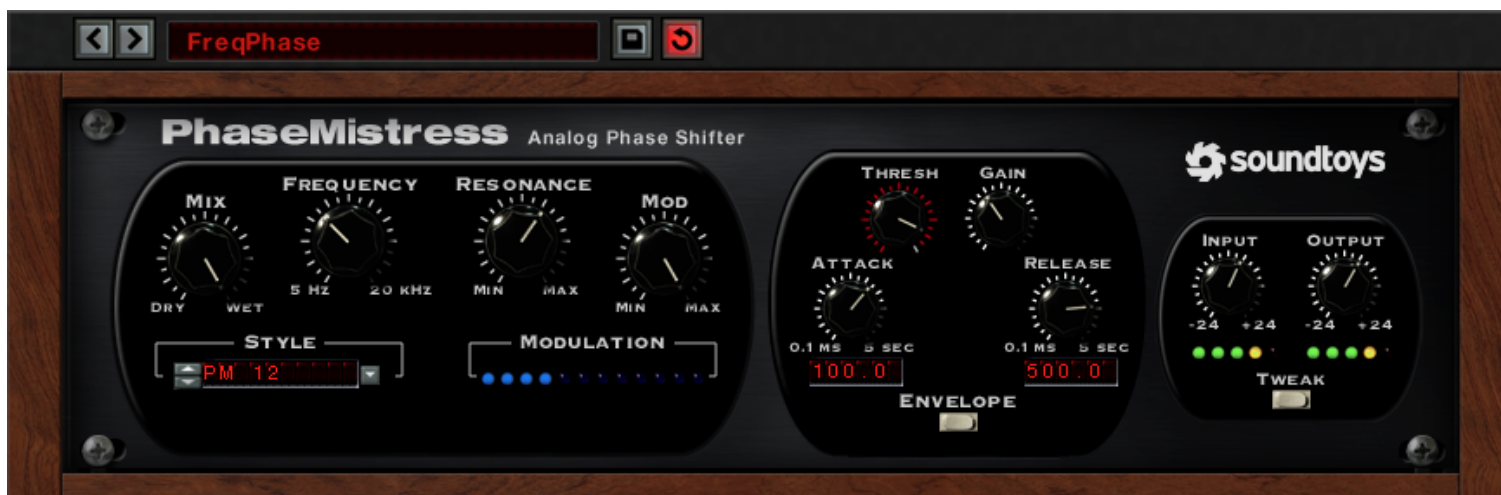 FreqPhase
PhaseMistress Analog Phase Shifter
soundtoys
MIX
FREQUENCY
RESONANCE
MOD
DRY WET
5 HZ 20 KHZ
MIN MAX
MIN MAX
STYLE
PM 12
MODULATION
THRESH
GAIN
ATTACK
RELEASE
0.1 MS 5 SEC
0.1 MS 5 SEC
100.0
500.0
ENVELOPE
INPUT
OUTPUT
-24 +24
-24 +24
TWEAK